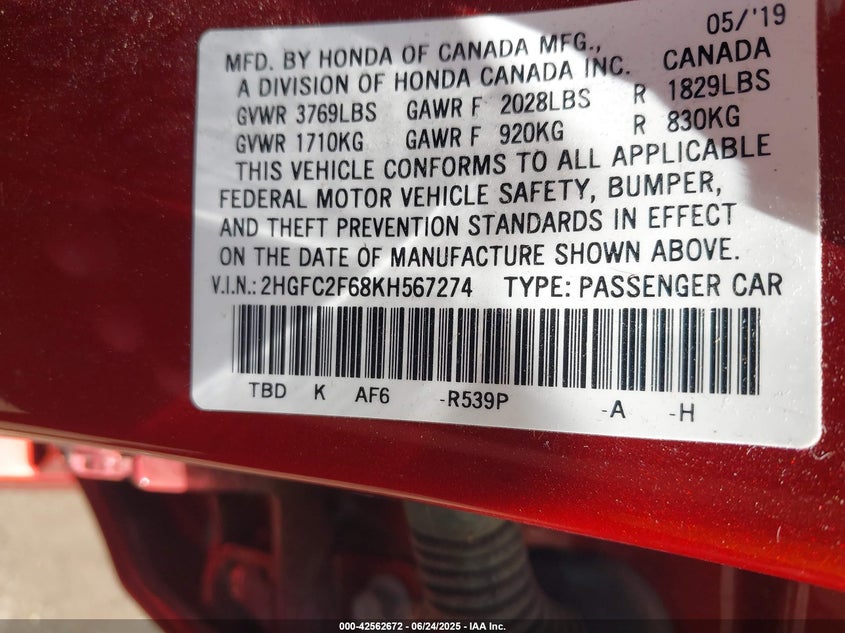 05/'19
MFD. BY HONDA OF CANADA MFG., CANADA
A DIVISION OF HONDA CANADA INC.
GVWR 3769LBS GAWR F 2028LBS R 1829LBS
GVWR 1710KG GAWR F 920KG R 830KG
THIS VEHICLE CONFORMS TO ALL APPLICABLE
FEDERAL MOTOR VEHICLE SAFETY, BUMPER,
AND THEFT PREVENTION STANDARDS IN EFFECT
ON THE DATE OF MANUFACTURE SHOWN ABOVE.
V.I.N.: 2HGFC2F68KH567274 TYPE: PASSENGER CAR
TBD K AF6 -R539P -A -H
000-42562672 - 06/24/2025 - IAA Inc.